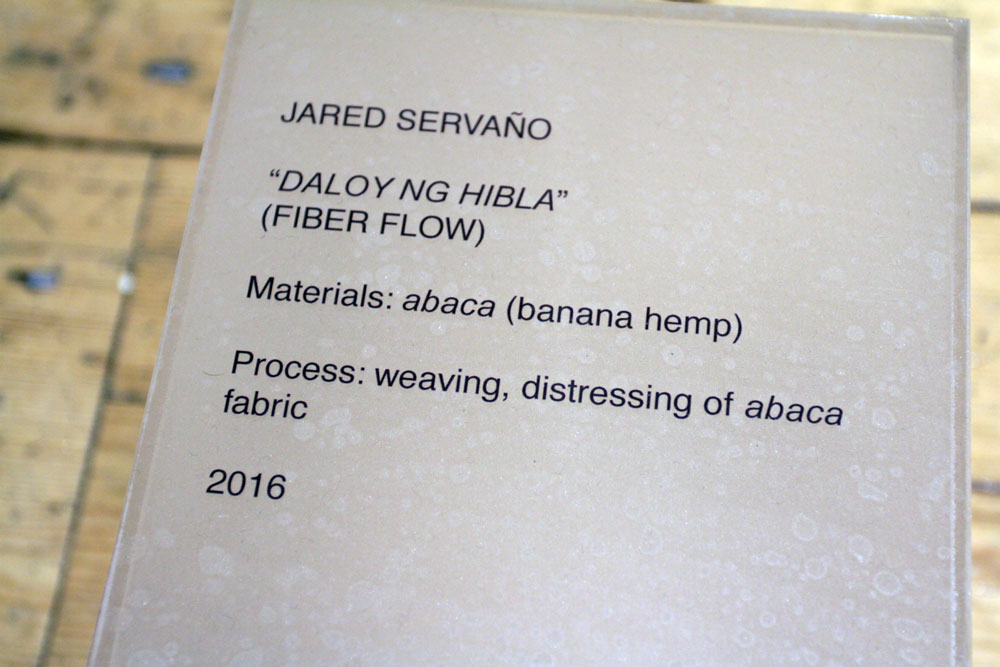 JARED SERVAÑO
“DALOY NG HIBLA”
(FIBER FLOW)
Materials: abaca (banana hemp)
Process: weaving, distressing of abaca
fabric
2016